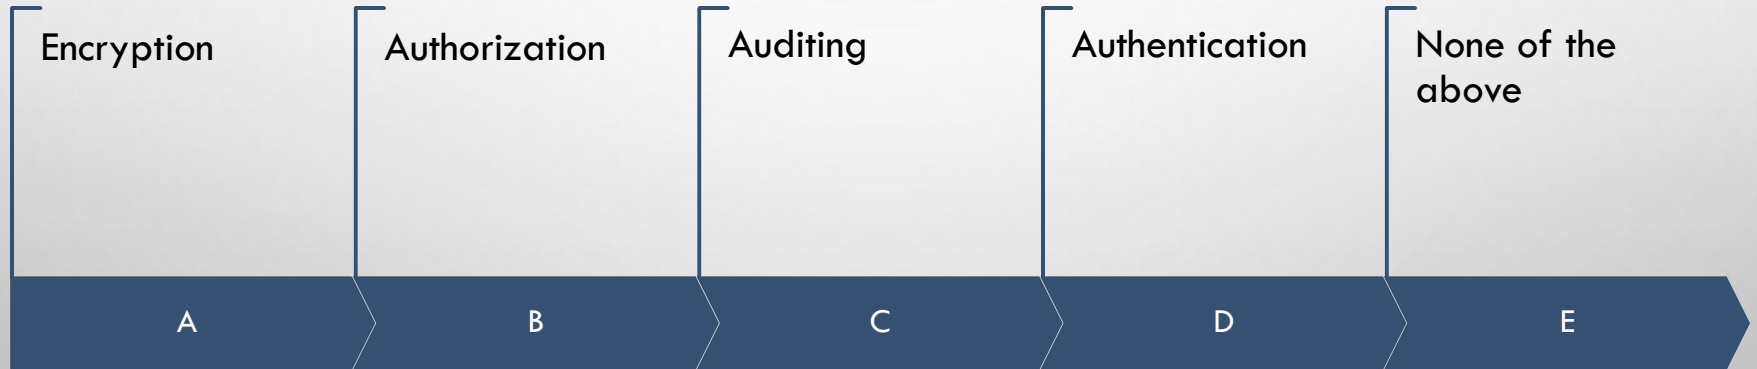 Encryption
Authorization
Auditing
Authentication
None of the
above
A
B
C
D
E